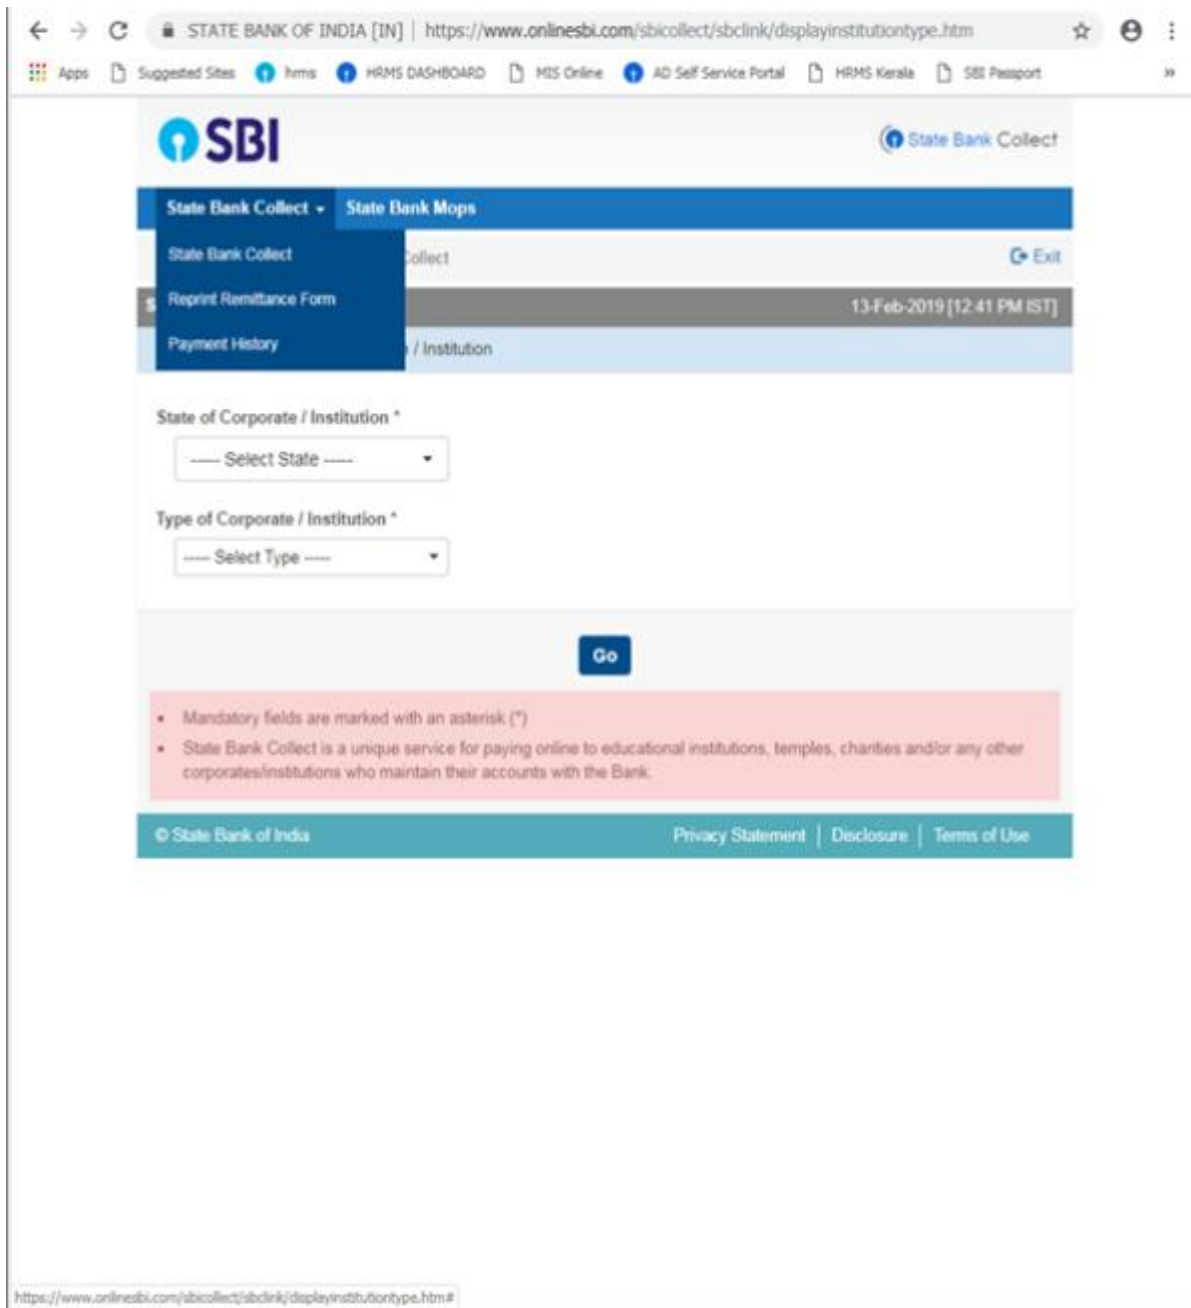 STATE BANK OF INDIA [IN] | https://www.onlinesbi.com/sbicollect/sbclink/displayinstitutiontype.htm
Apps Suggested Sites hrms HRMS DASHBOARD MIS Online AD Self Service Portal HRMS Kerala SBI Passport »
SBI
State Bank Collect
State Bank Collect State Bank Mops
State Bank Collect
Collect
Exit
Reprint Remittance Form
S
13-Feb-2019 [12:41 PM IST]
Payment History
/ Institution
State of Corporate / Institution *
----- Select State -----
Type of Corporate / Institution *
----- Select Type -----
Go
• Mandatory fields are marked with an asterisk (*)
• State Bank Collect is a unique service for paying online to educational institutions, temples, charities and/or any other
corporates/institutions who maintain their accounts with the Bank.
© State Bank of India
Privacy Statement | Disclosure | Terms of Use
https://www.onlinesbi.com/sbicollect/sbclink/displayinstitutiontype.htm#